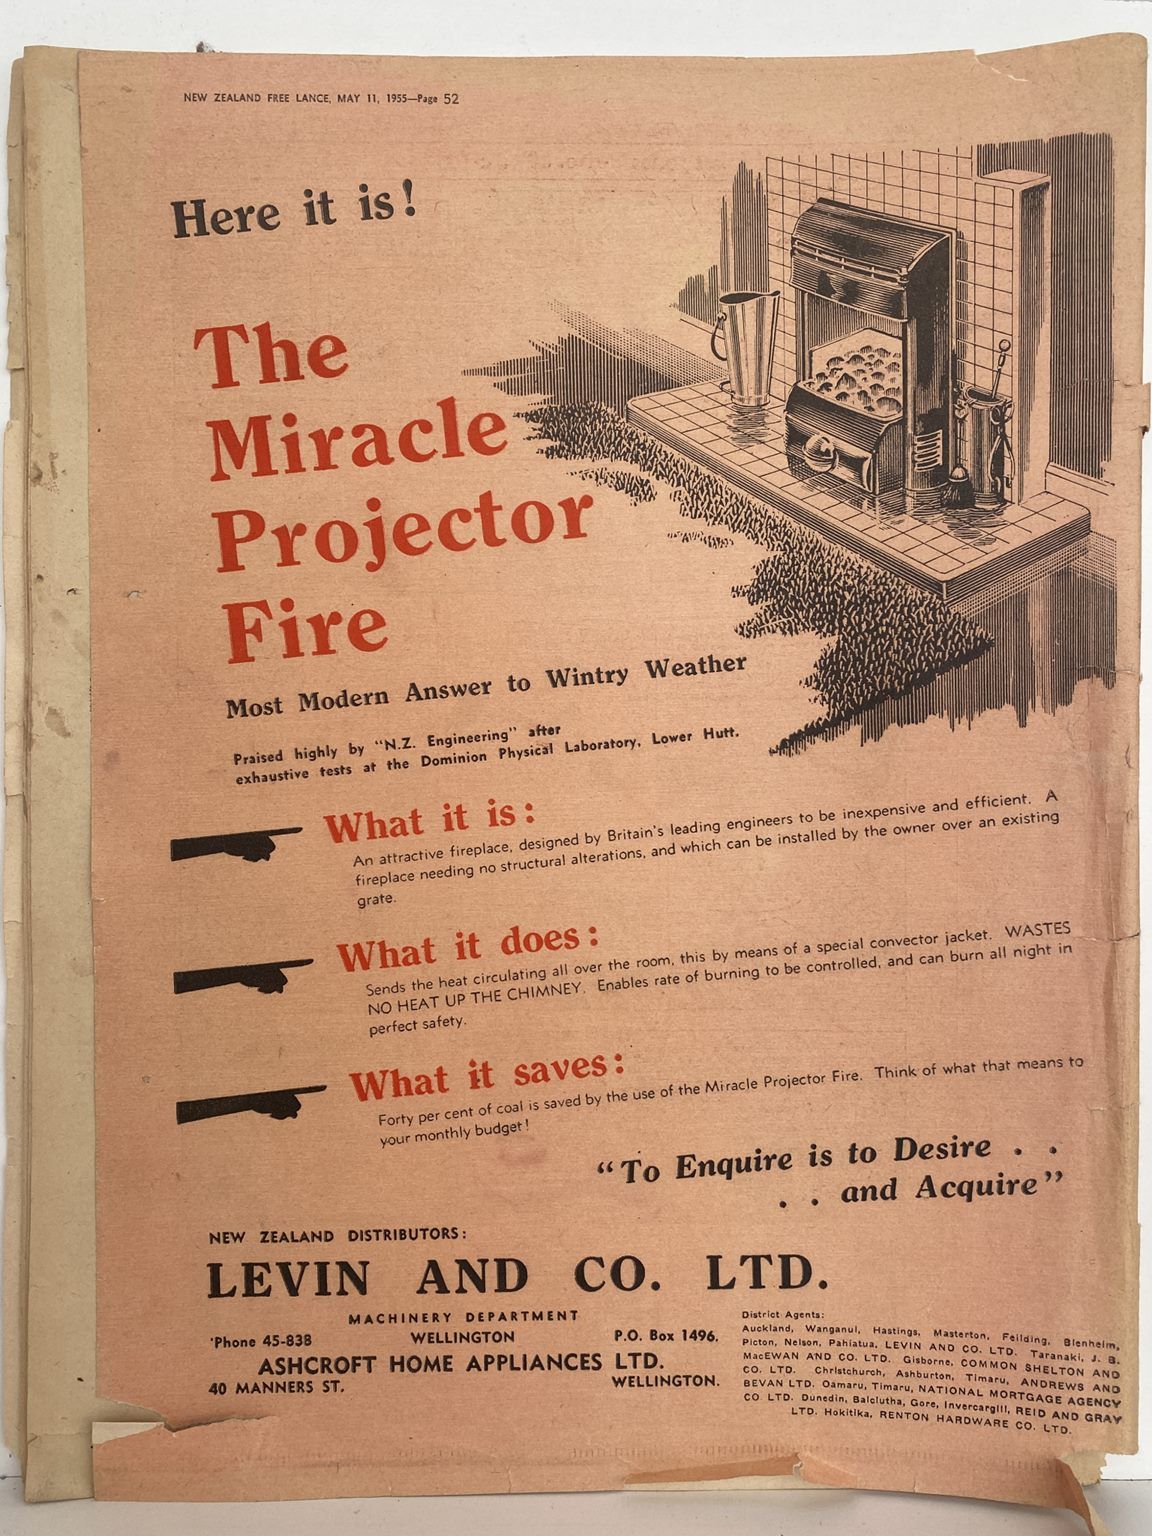 NEW ZEALAND FREE LANCE, MAY 11, 1955—Page 52
Here it is!
The
Miracle
Projector
Fire
Most Modern Answer to Wintry Weather
Praised highly by "N.Z. Engineering" after
exhaustive tests at the Dominion Physical Laboratory, Lower Hutt.
What it is:
An attractive fireplace, designed by Britain's leading engineers to be inexpensive and efficient. A
fireplace needing no structural alterations, and which can be installed by the owner over an existing
grate.
What it does:
Sends the heat circulating all over the room, this by means of a special convector jacket. WASTES
NO HEAT UP THE CHIMNEY. Enables rate of burning to be controlled, and can burn all night in
perfect safety.
What it saves:
Forty per cent of coal is saved by the use of the Miracle Projector Fire. Think of what that means to
your monthly budget!
"To Enquire is to Desire . .
. . and Acquire"
NEW ZEALAND DISTRIBUTORS:
LEVIN AND CO. LTD.
MACHINERY DEPARTMENT
'Phone 45-838 WELLINGTON P.O. Box 1496.
ASHCROFT HOME APPLIANCES LTD.
40 MANNERS ST. WELLINGTON.
District Agents:
Auckland, Wanganui, Hastings, Masterton, Feilding, Blenheim,
Picton, Nelson, Pahiatua, LEVIN AND CO. LTD. Taranaki, J. B.
MacEWAN AND CO. LTD. Gisborne, COMMON SHELTON AND
CO. LTD. Christchurch, Ashburton, Timaru, ANDREWS AND
BEVAN LTD. Oamaru, Timaru, NATIONAL MORTGAGE AGENCY
CO LTD. Dunedin, Balclutha, Gore, Invercargill, REID AND GRAY
LTD. Hokitika, RENTON HARDWARE CO. LTD.